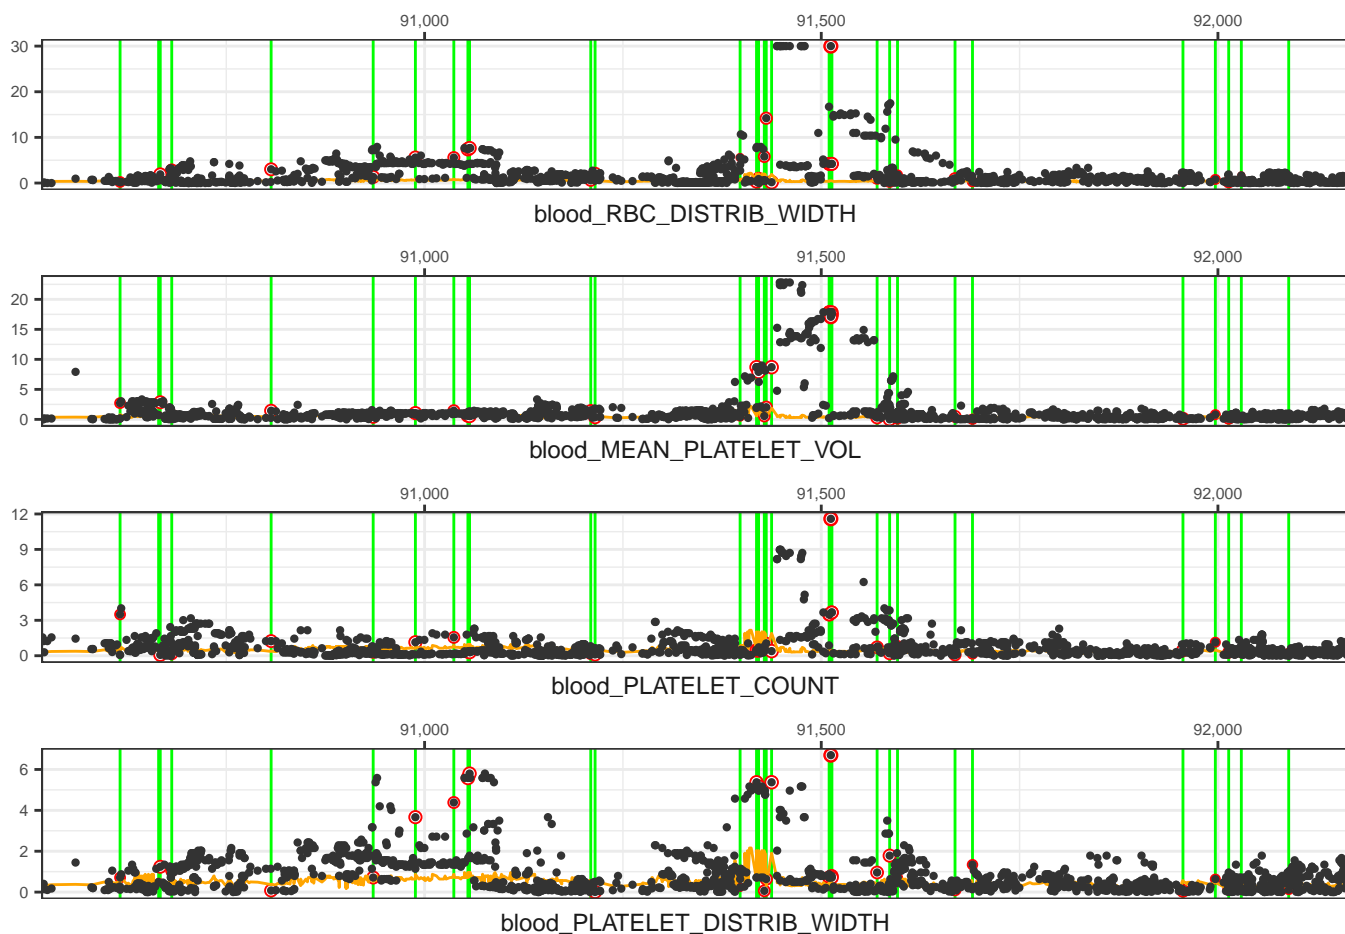 91,000 91,500 92,000
30
20
10
0
blood_RBC_DISTRIB_WIDTH
91,000 91,500 92,000
20
15
10
5
0
blood_MEAN_PLATELET_VOL
91,000 91,500 92,000
12
9
6
3
0
blood_PLATELET_COUNT
91,000 91,500 92,000
6
4
2
0
blood_PLATELET_DISTRIB_WIDTH